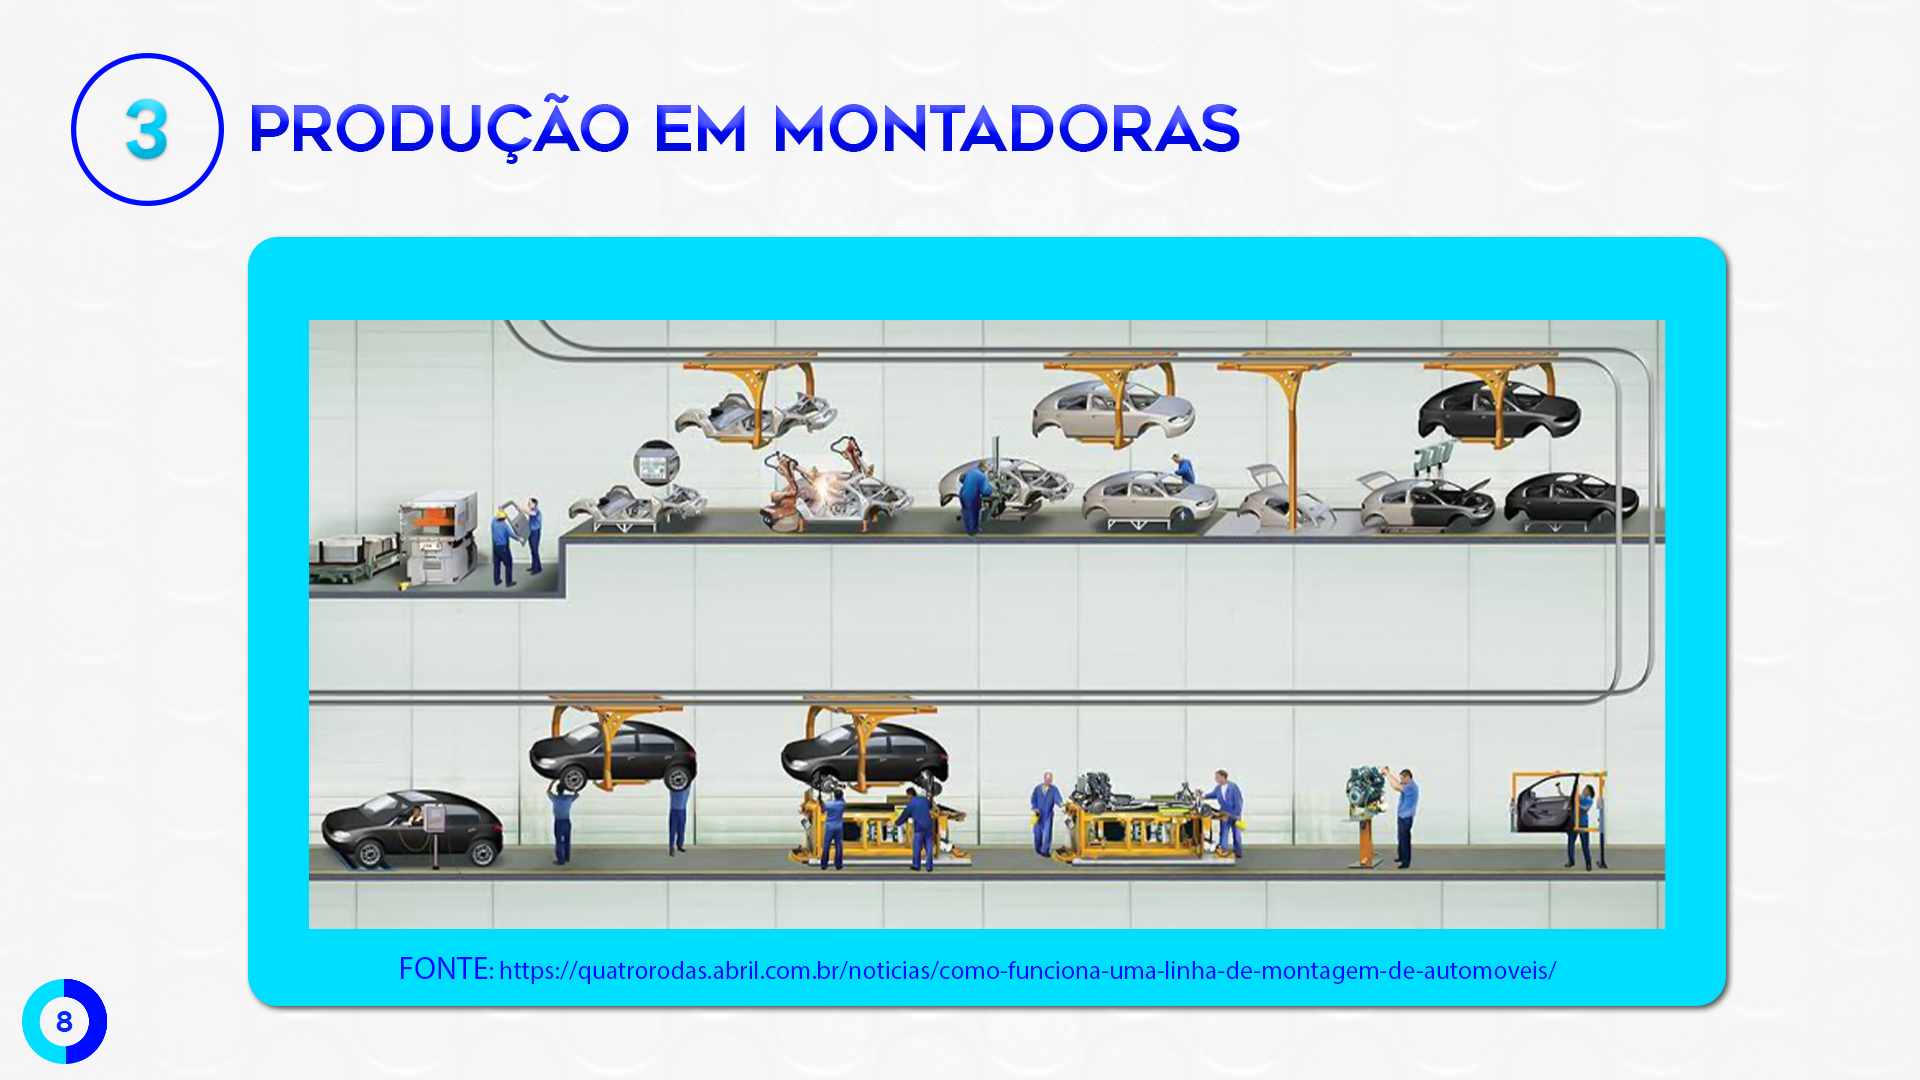 3
PRODUÇÃO EM MONTADORAS
FONTE: https://quatrorodas.abril.com.br/noticias/como-funciona-uma-linha-de-montagem-de-automoveis/
8